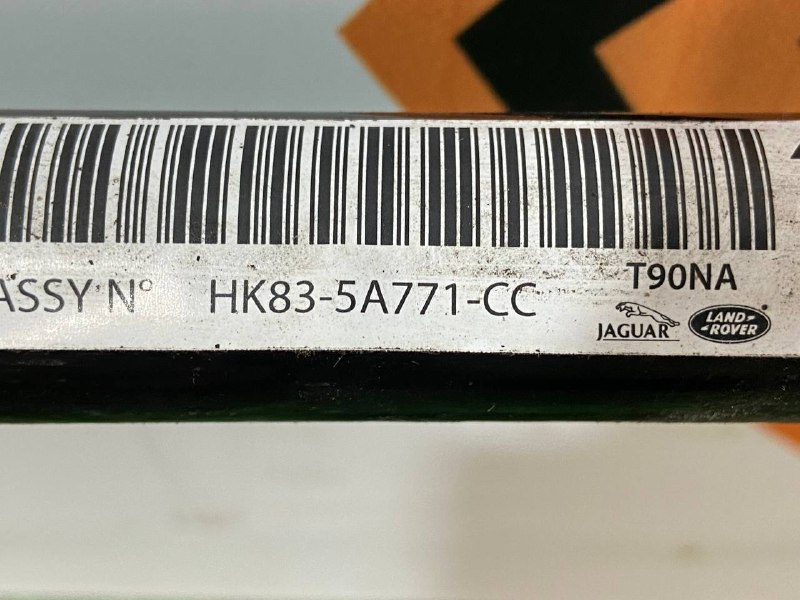 ASSY N° HK83-5A771-CC
T90NA
JAGUAR
LAND-
-ROVER